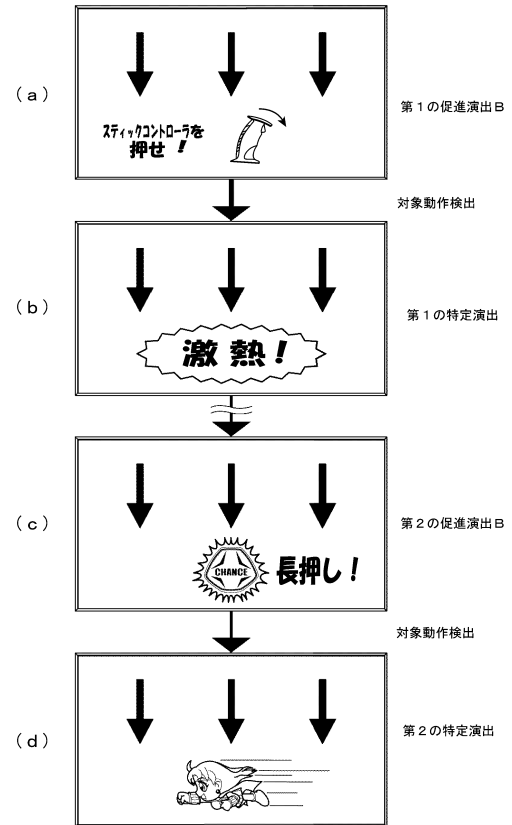 (a)
スティックコントローラを
押せ！
第1の促進演出B
対象動作検出
(b)
激熱！
第1の特定演出
(c)
CHANCE
長押し！
第2の促進演出B
対象動作検出
(d)
第2の特定演出